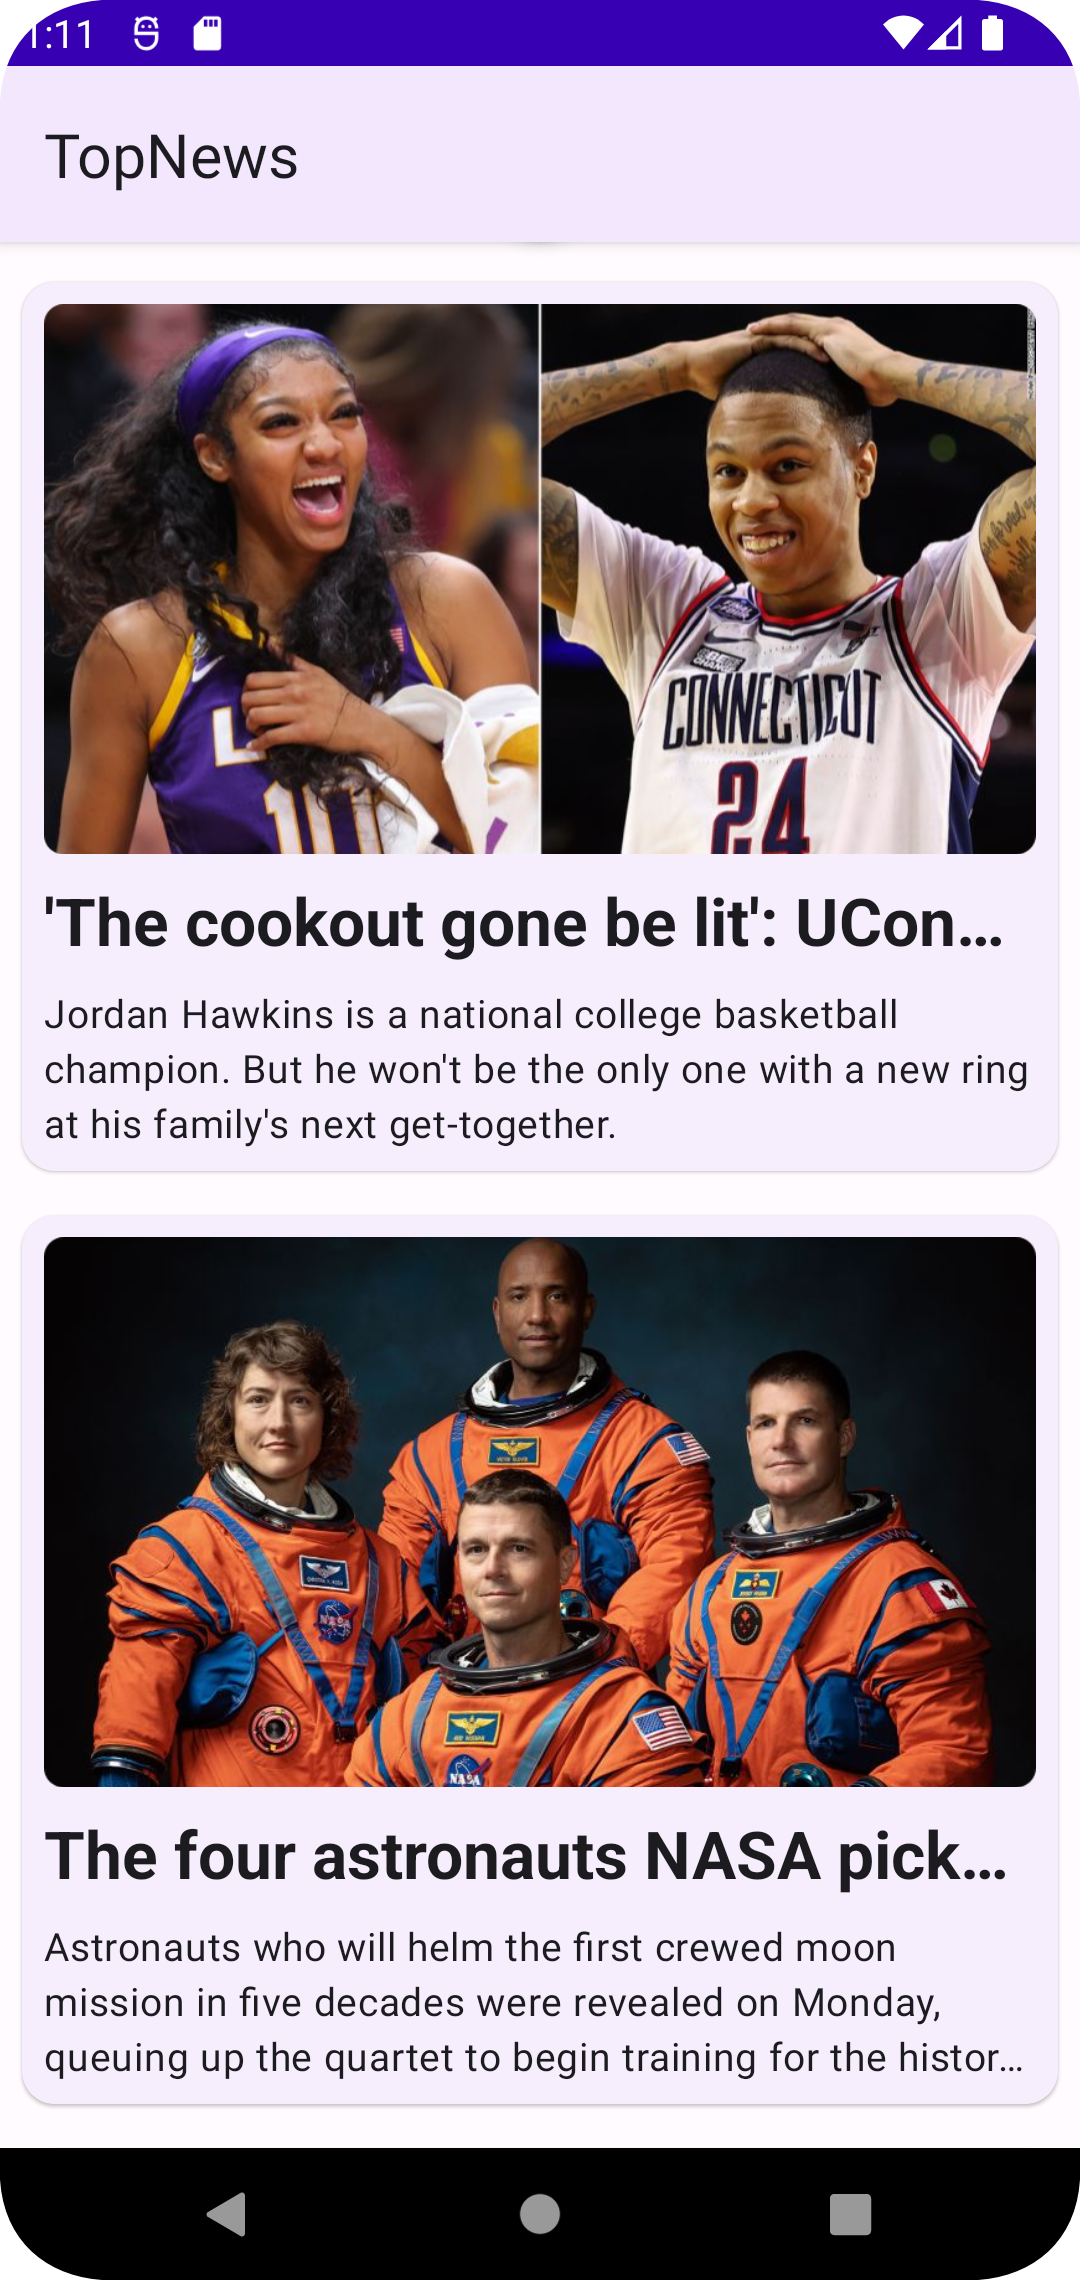 1:11
TopNews
L
10
CONNECTICUT
24
'The cookout gone be lit': UCon...
Jordan Hawkins is a national college basketball
champion. But he won't be the only one with a new ring
at his family's next get-together.
NASA
NASA
The four astronauts NASA pick...
Astronauts who will helm the first crewed moon
mission in five decades were revealed on Monday,
queuing up the quartet to begin training for the histor...